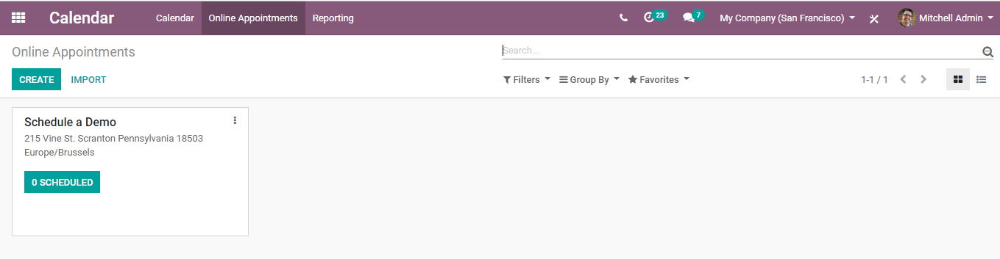 Calendar Calendar Online Appointments Reporting 23 7 My Company (San Francisco) Mitchell Admin
Online Appointments Search...
CREATE IMPORT Filters Group By Favorites 1-1 / 1
Schedule a Demo
215 Vine St. Scranton Pennsylvania 18503
Europe/Brussels
0 SCHEDULED